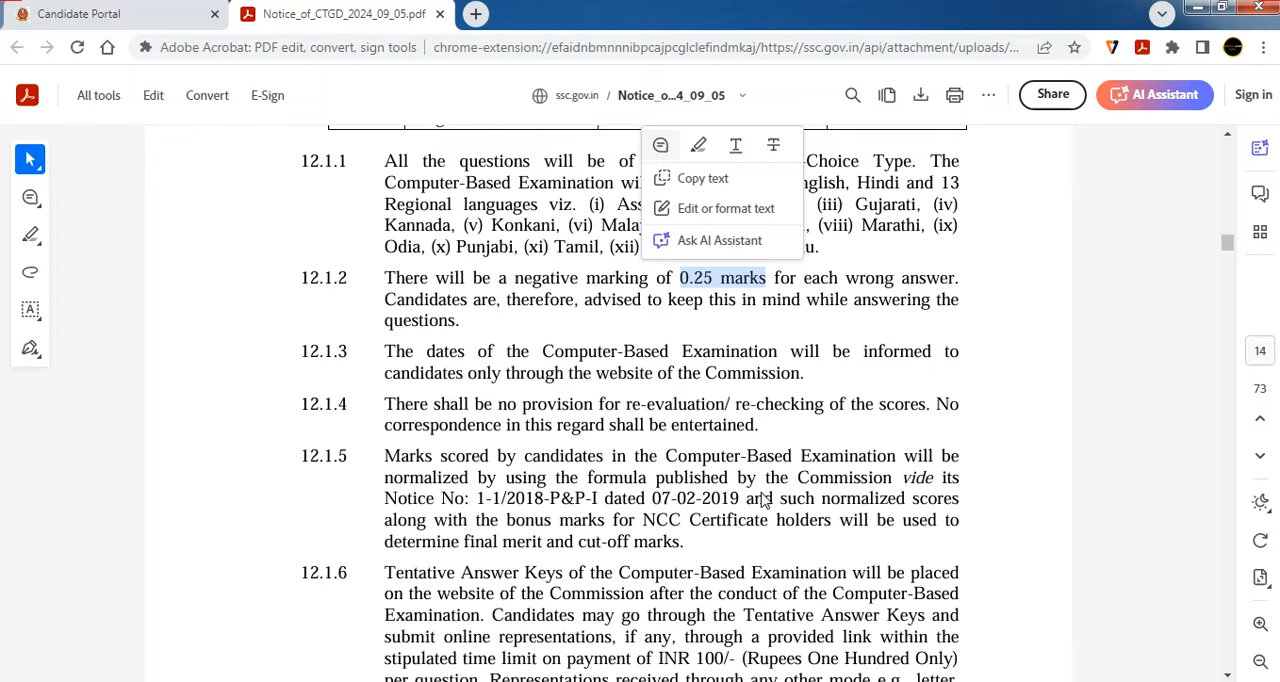 Candidate Portal
Notice_of_CTGD_2024_09_05.pdf
Adobe Acrobat: PDF edit, convert, sign tools
chrome-extension://efaidnbmnnnibpcajpcglclefindmkaj/https://ssc.gov.in/api/attachment/uploads/...
All tools
Edit
Convert
E-Sign
ssc.gov.in / Notice_o...4_09_05
Share
AI Assistant
Sign in
Copy text
Edit or format text
Ask AI Assistant
12.1.1 All the questions will be of -Choice Type. The
Computer-Based Examination wi nglish, Hindi and 13
Regional languages viz. (i) Ass (iii) Gujarati, (iv)
Kannada, (v) Konkani, (vi) Mala , (viii) Marathi, (ix)
Odia, (x) Punjabi, (xi) Tamil, (xii) u.
12.1.2 There will be a negative marking of 0.25 marks for each wrong answer.
Candidates are, therefore, advised to keep this in mind while answering the
questions.
12.1.3 The dates of the Computer-Based Examination will be informed to
candidates only through the website of the Commission.
12.1.4 There shall be no provision for re-evaluation/ re-checking of the scores. No
correspondence in this regard shall be entertained.
12.1.5 Marks scored by candidates in the Computer-Based Examination will be
normalized by using the formula published by the Commission vide its
Notice No: 1-1/2018-P&P-I dated 07-02-2019 and such normalized scores
along with the bonus marks for NCC Certificate holders will be used to
determine final merit and cut-off marks.
12.1.6 Tentative Answer Keys of the Computer-Based Examination will be placed
on the website of the Commission after the conduct of the Computer-Based
Examination. Candidates may go through the Tentative Answer Keys and
submit online representations, if any, through a provided link within the
stipulated time limit on payment of INR 100/- (Rupees One Hundred Only)
per question. Representations received through any other mode e.g., letter,
14
73